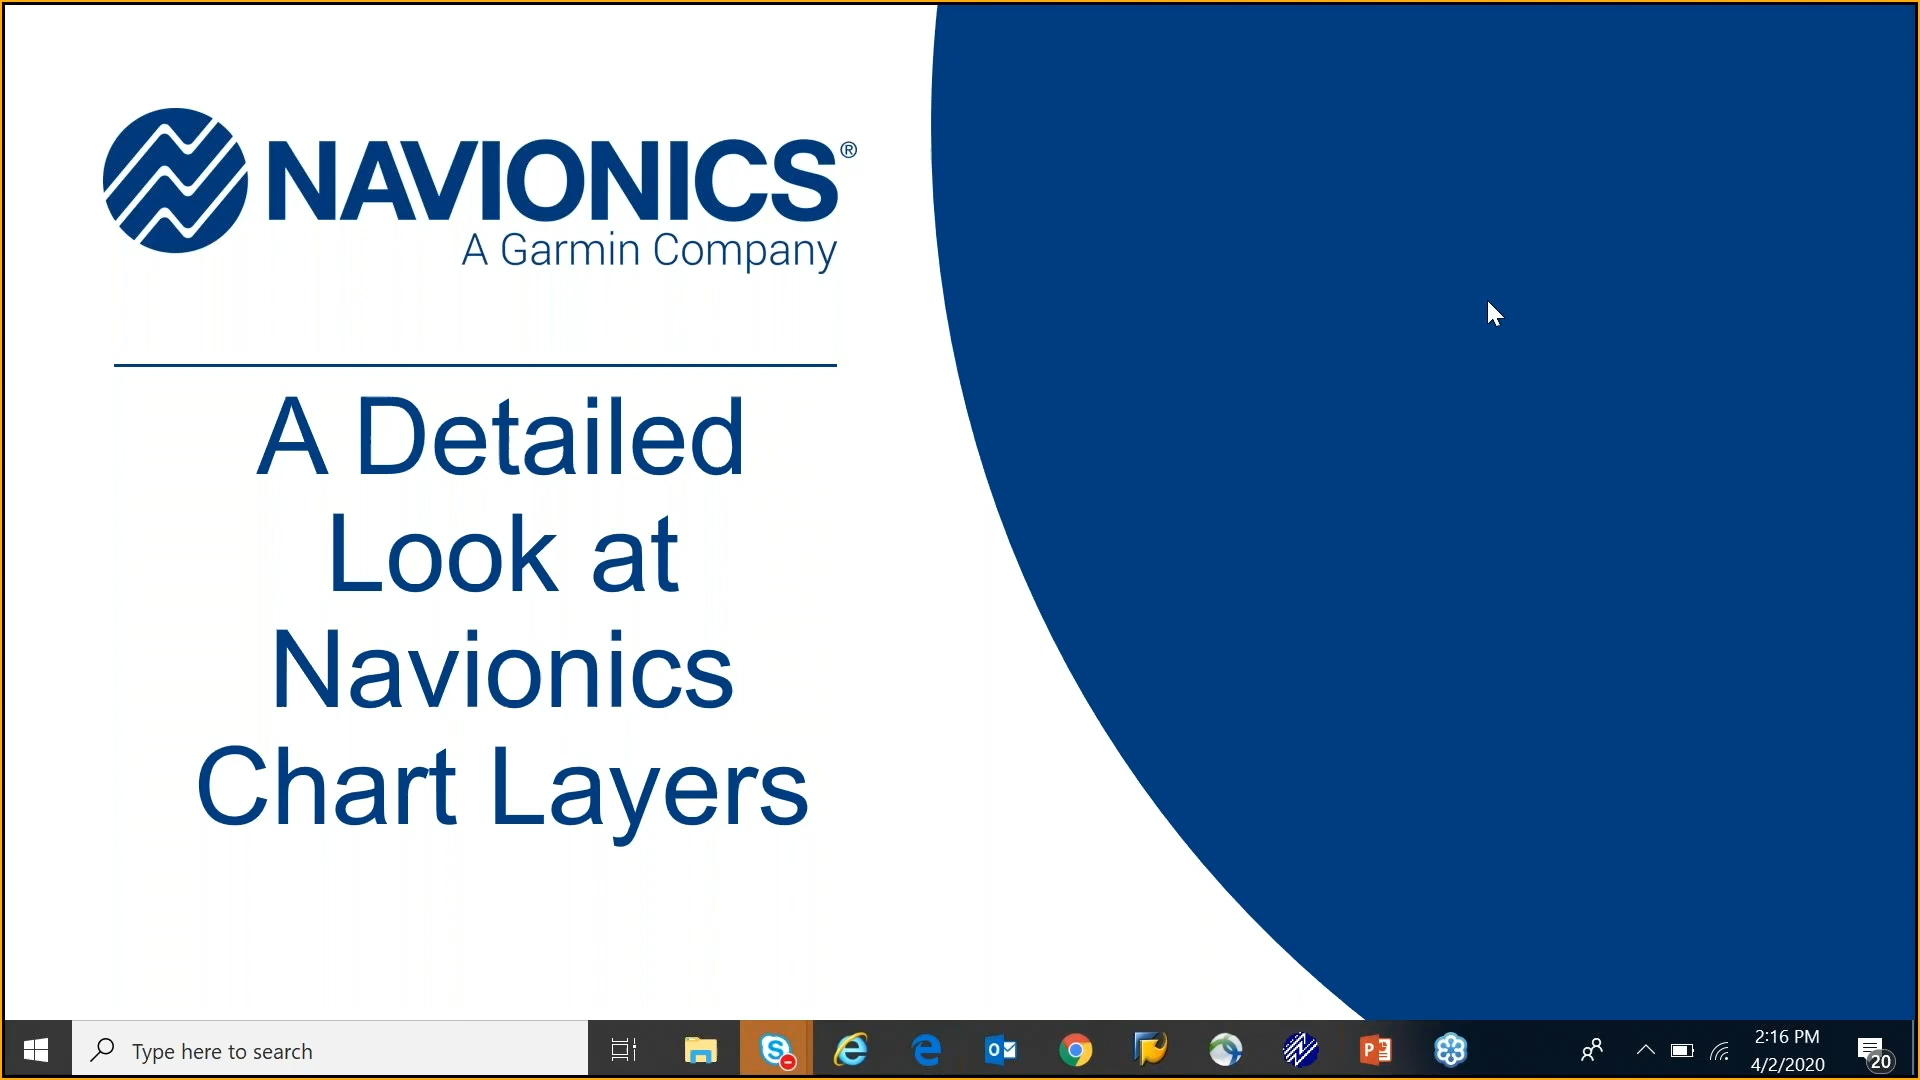 NAVIONICS®
A Garmin Company
A Detailed
Look at
Navionics
Chart Layers
Type here to search
2:16 PM
4/2/2020
20